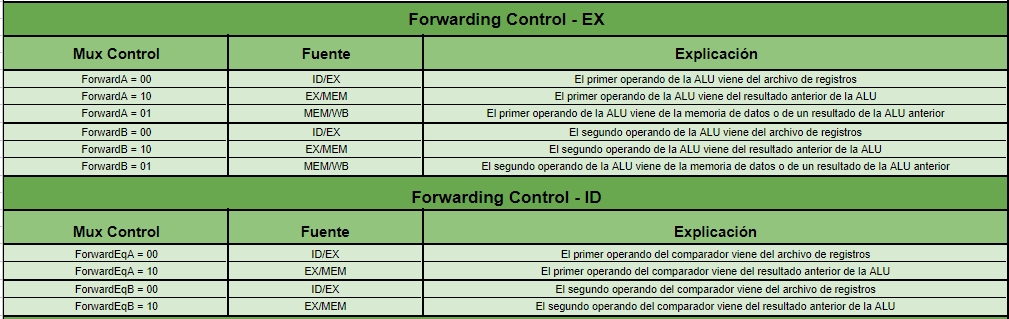 Forwarding Control - EX
Mux Control Fuente Explicación
ForwardA = 00 ID/EX El primer operando de la ALU viene del archivo de registros
ForwardA = 10 EX/MEM El primer operando de la ALU viene del resultado anterior de la ALU
ForwardA = 01 MEM/WB El primer operando de la ALU viene de la memoria de datos o de un resultado de la ALU anterior
ForwardB = 00 ID/EX El segundo operando de la ALU viene del archivo de registros
ForwardB = 10 EX/MEM El segundo operando de la ALU viene del resultado anterior de la ALU
ForwardB = 01 MEM/WB El segundo operando de la ALU viene de la memoria de datos o de un resultado de la ALU anterior
Forwarding Control - ID
Mux Control Fuente Explicación
ForwardEqA = 00 ID/EX El primer operando del comparador viene del archivo de registros
ForwardEqA = 10 EX/MEM El primer operando del comparador viene del resultado anterior de la ALU
ForwardEqB = 00 ID/EX El segundo operando del comparador viene del archivo de registros
ForwardEqB = 10 EX/MEM El segundo operando del comparador viene del resultado anterior de la ALU